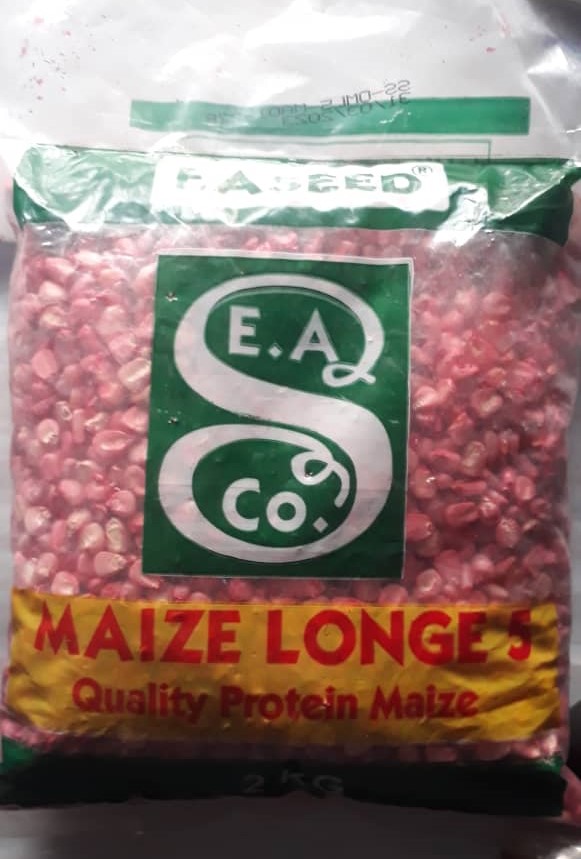 EASEED®
E.A
S
Co.
MAIZE LONGE 5
Quality Protein Maize
2 KG